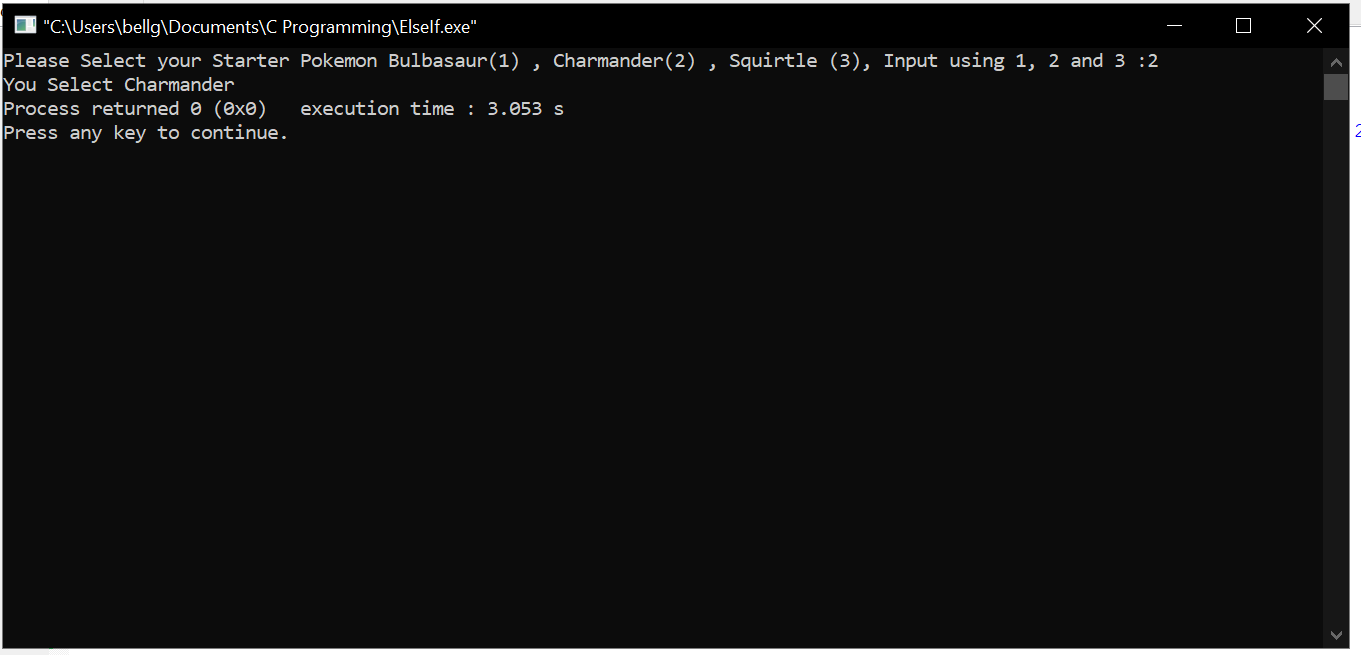 "C:\Users\bellg\Documents\C Programming\ElseIf.exe"
Please Select your Starter Pokemon Bulbasaur(1) , Charmander(2) , Squirtle (3), Input using 1, 2 and 3 :2
You Select Charmander
Process returned 0 (0x0)   execution time : 3.053 s
Press any key to continue.
2